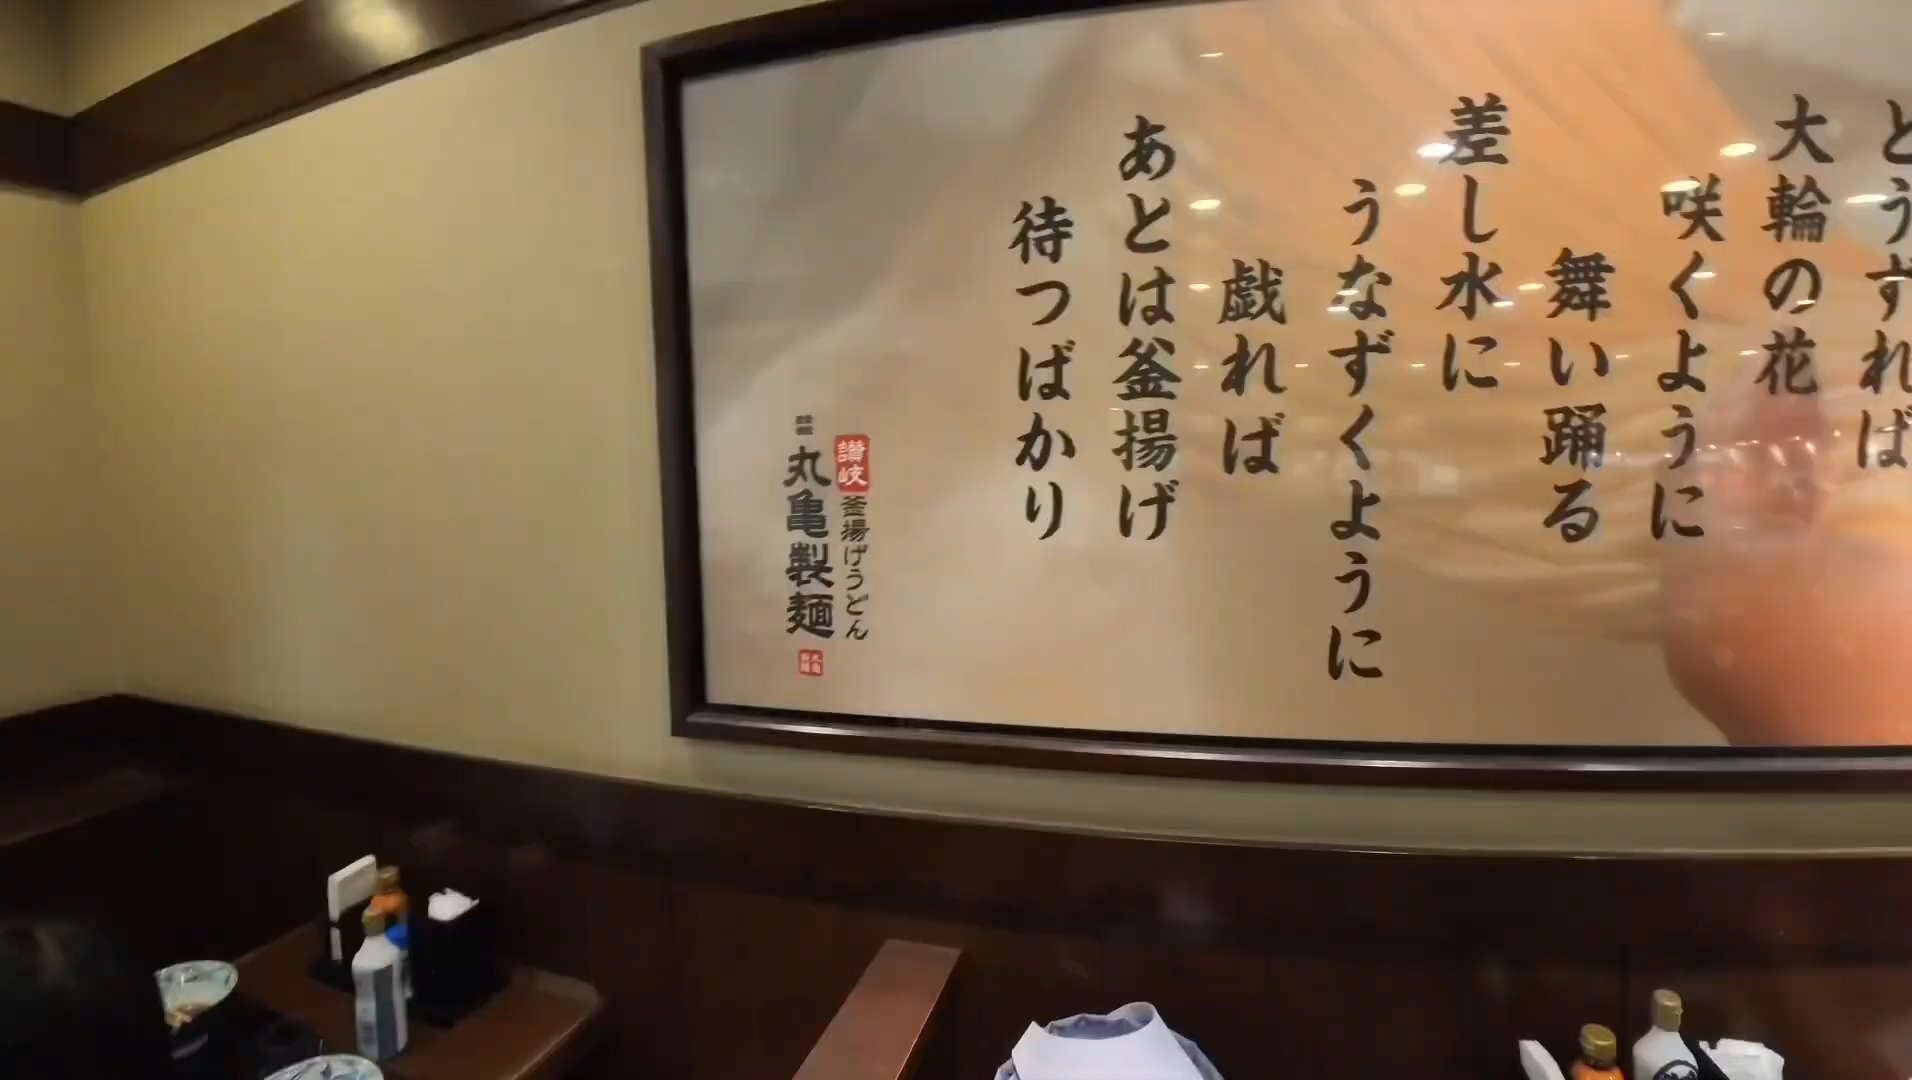 とうずれば
大輪の花
咲くように
舞い踊る
差し水に
うなずくように
戯れば
あとは釜揚げ
待つばかり
讃岐釜揚げうどん
丸亀製麺